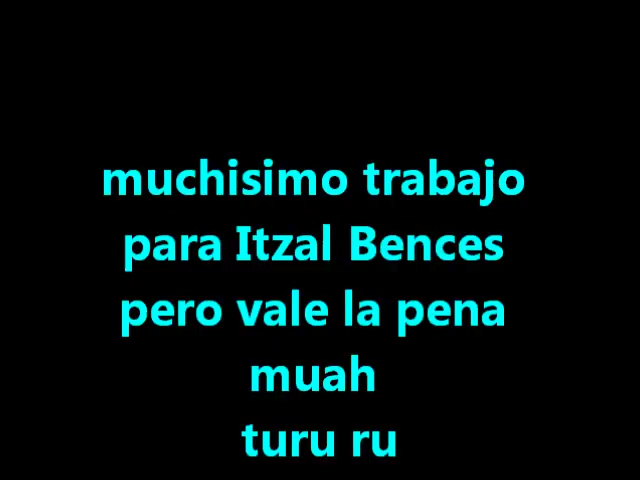 muchisimo trabajo
para Itzal Bences
pero vale la pena
muah
turu ru